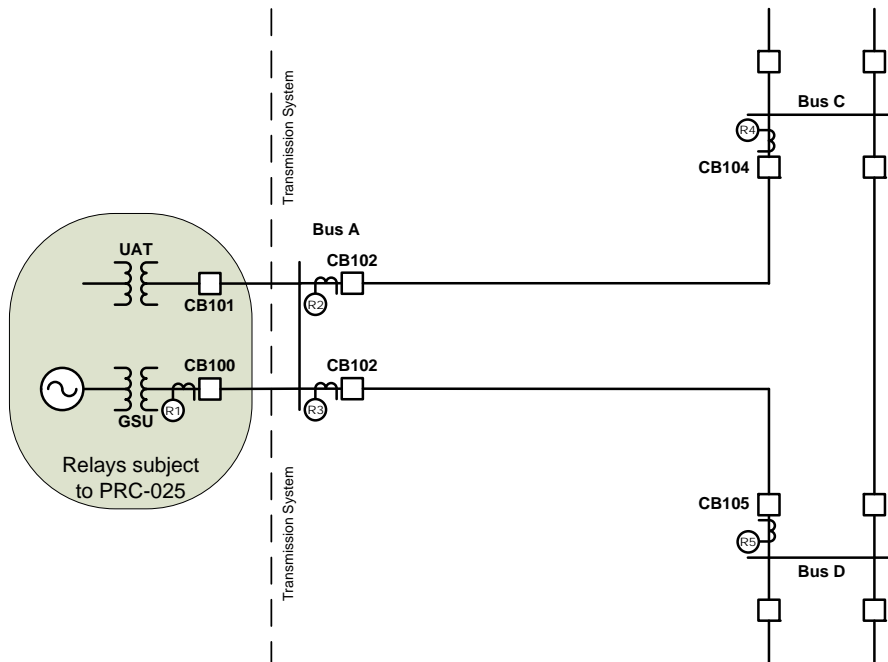 Transmission System
Bus C
R4
CB104
Bus A
UAT
CB102
CB101
R2
CB100
CB102
R1
GSU
R3
Relays subject
to PRC-025
Transmission System
CB105
R5
Bus D